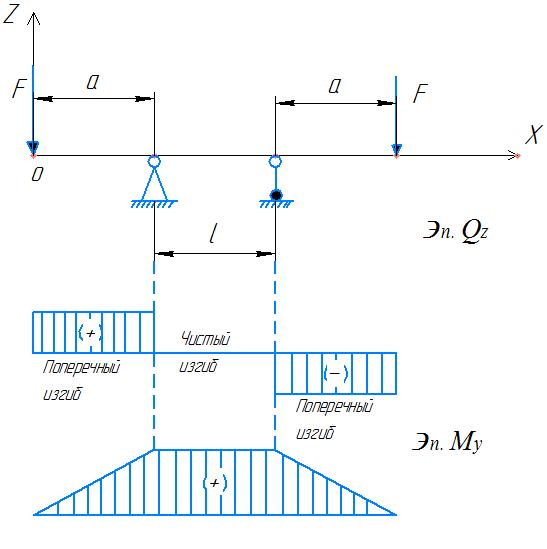 Z
F
a
a
F
X
0
l
Эп. Qz
(+)
Чистый
изгиб
Поперечный
изгиб
(-)
Поперечный
изгиб
Эп. My
(+)